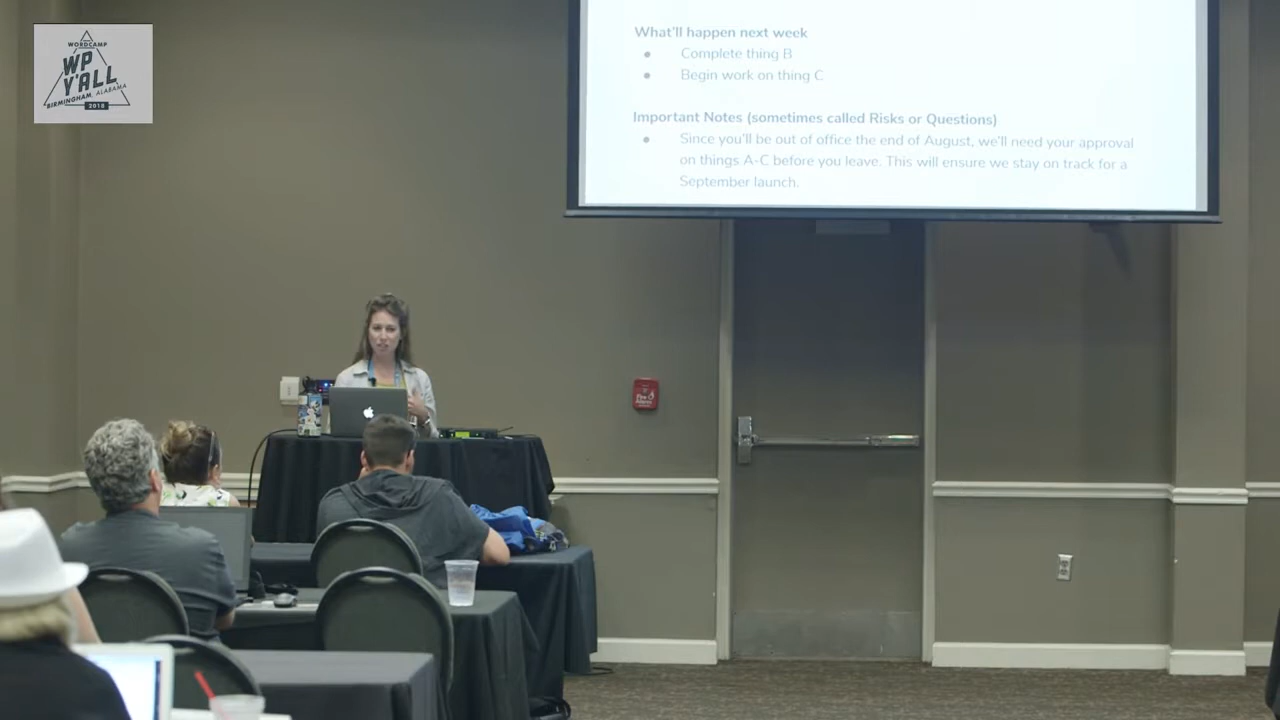 WORDCAMP
WP
Y'ALL
BIRMINGHAM, ALABAMA
2018
What'll happen next week
● Complete thing B
● Begin work on thing C
Important Notes (sometimes called Risks or Questions)
● Since you'll be out of office the end of August, we'll need your approval
on things A-C before you leave. This will ensure we stay on track for a
September launch.